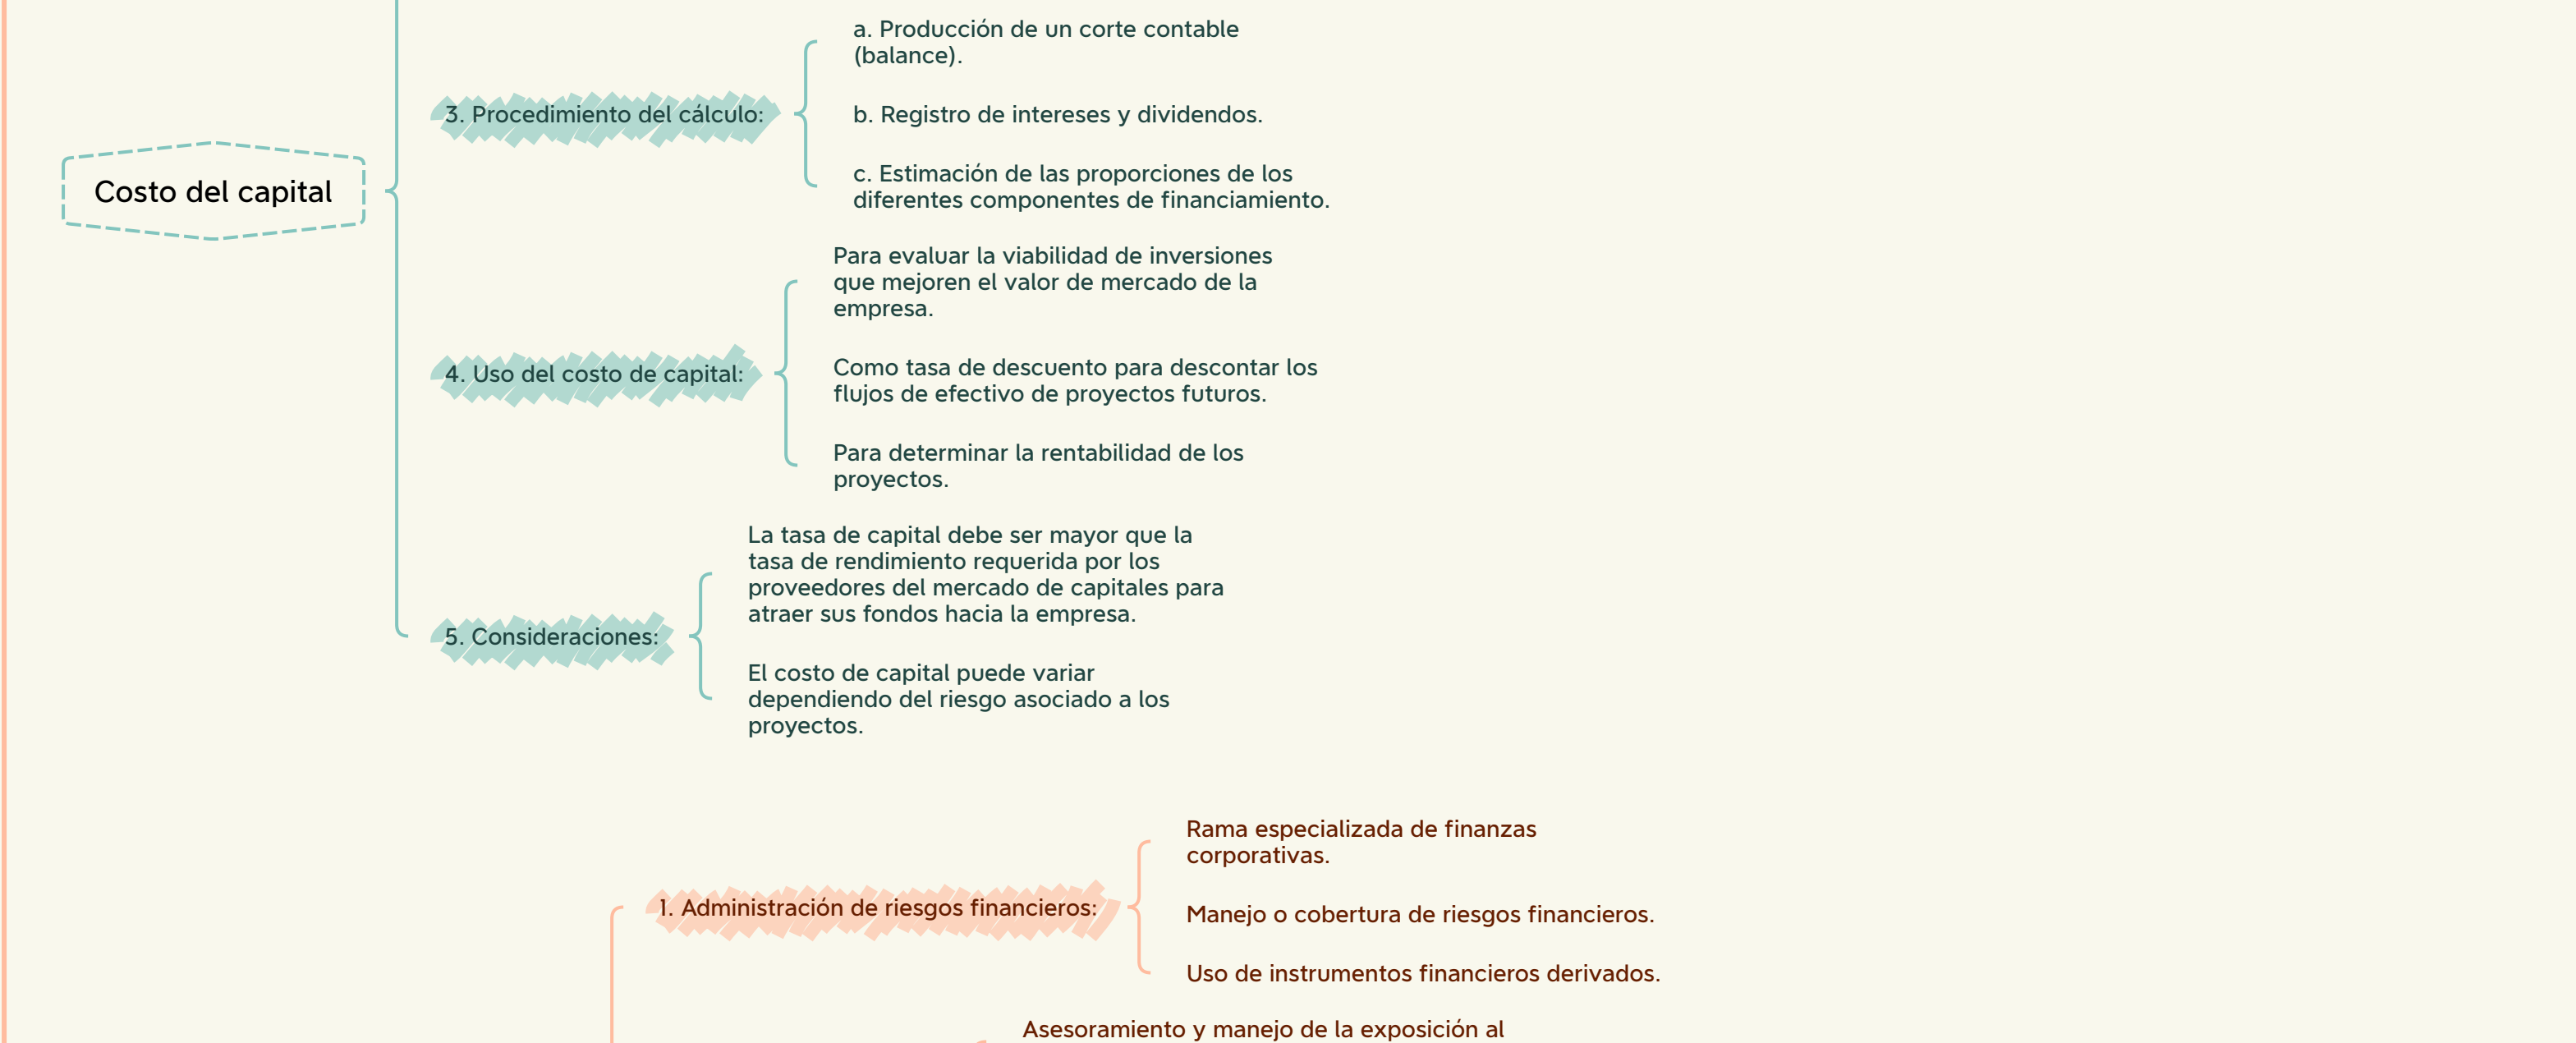 Costo del capital
3. Procedimiento del cálculo:
a. Producción de un corte contable
(balance).
b. Registro de intereses y dividendos.
c. Estimación de las proporciones de los
diferentes componentes de financiamiento.
4. Uso del costo de capital:
Para evaluar la viabilidad de inversiones
que mejoren el valor de mercado de la
empresa.
Como tasa de descuento para descontar los
flujos de efectivo de proyectos futuros.
Para determinar la rentabilidad de los
proyectos.
5. Consideraciones:
La tasa de capital debe ser mayor que la
tasa de rendimiento requerida por los
proveedores del mercado de capitales para
atraer sus fondos hacia la empresa.
El costo de capital puede variar
dependiendo del riesgo asociado a los
proyectos.
1. Administración de riesgos financieros:
Rama especializada de finanzas
corporativas.
Manejo o cobertura de riesgos financieros.
Uso de instrumentos financieros derivados.
Asesoramiento y manejo de la exposición al